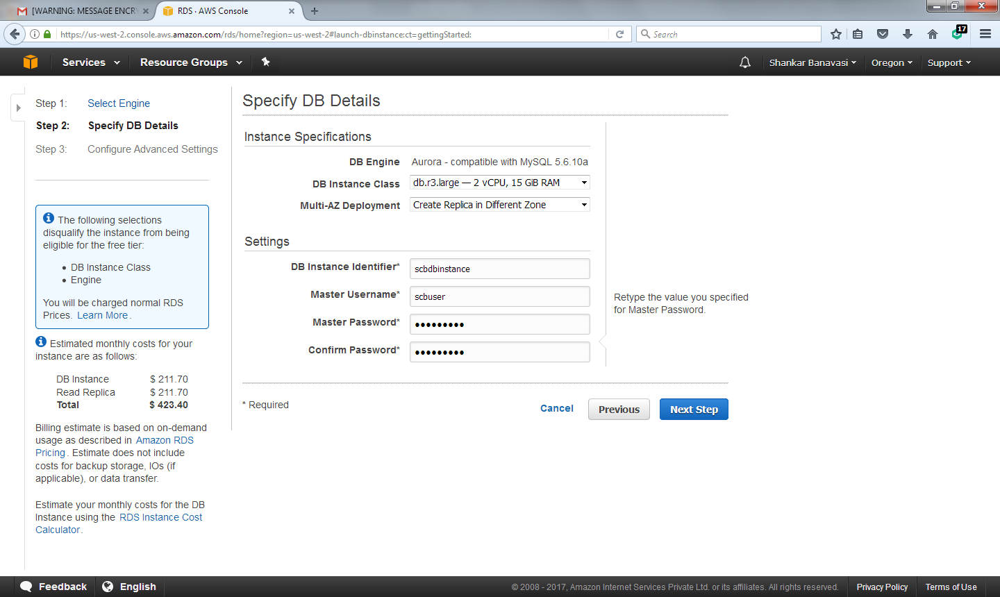 [WARNING: MESSAGE ENCRY
RDS · AWS Console
https://us-west-2.console.aws.amazon.com/rds/home?region=us-west-2#launch-dbinstance:ct=gettingStarted:
Search
17
Services
Resource Groups
Shankar Banavasi
Oregon
Support
Step 1: Select Engine
Step 2: Specify DB Details
Step 3: Configure Advanced Settings
The following selections
disqualify the instance from being
eligible for the free tier:
• DB Instance Class
• Engine
You will be charged normal RDS
Prices. Learn More.
Estimated monthly costs for your
instance are as follows:
DB Instance $ 211.70
Read Replica $ 211.70
Total $ 423.40
Billing estimate is based on on-demand
usage as described in Amazon RDS
Pricing. Estimate does not include
costs for backup storage, IOs (if
applicable), or data transfer.
Estimate your monthly costs for the DB
Instance using the RDS Instance Cost
Calculator.
Specify DB Details
Instance Specifications
DB Engine Aurora - compatible with MySQL 5.6.10a
DB Instance Class db.r3.large — 2 vCPU, 15 GiB RAM
Multi-AZ Deployment Create Replica in Different Zone
Settings
DB Instance Identifier* scbdbinstance
Master Username* scbuser
Master Password* •••••••••
Confirm Password* •••••••••
Retype the value you specified
for Master Password.
* Required
Cancel
Previous
Next Step
Feedback
English
© 2008 - 2017, Amazon Internet Services Private Ltd. or its affiliates. All rights reserved.
Privacy Policy
Terms of Use